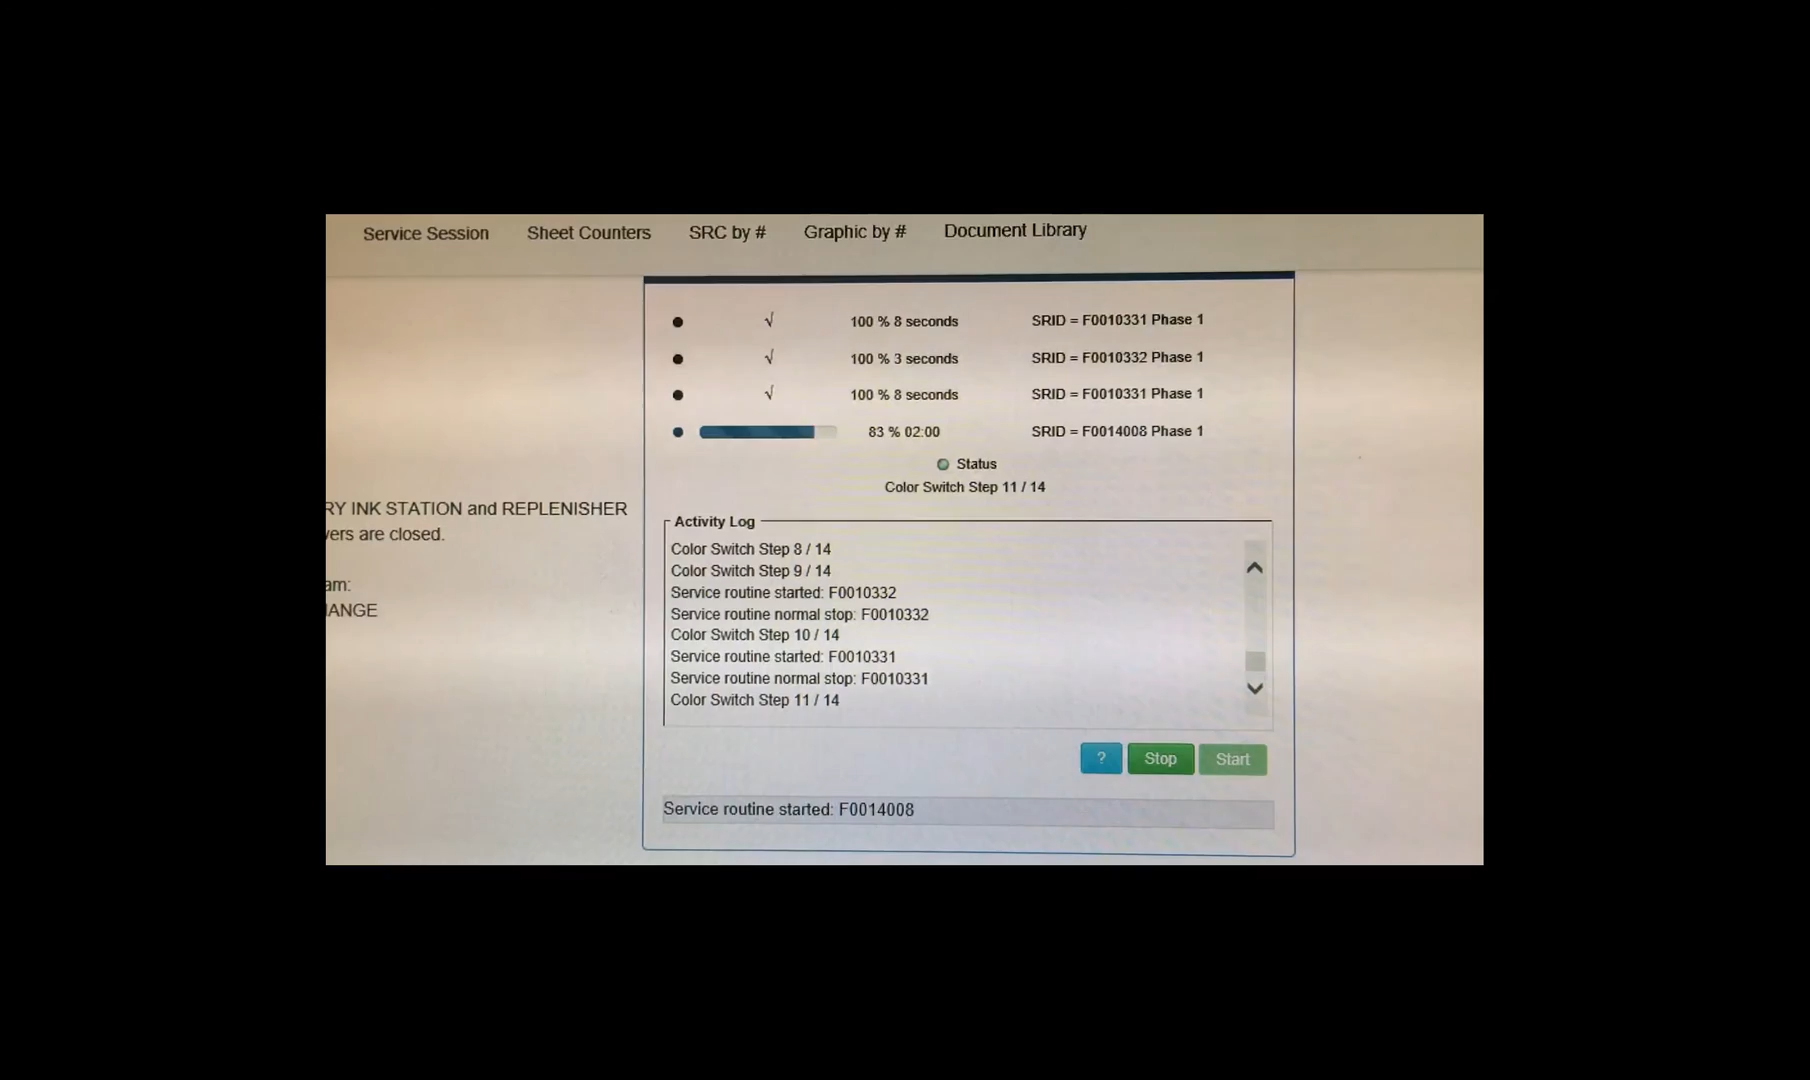 Service Session Sheet Counters SRC by # Graphic by # Document Library
√ 100 % 8 seconds SRID = F0010331 Phase 1
√ 100 % 3 seconds SRID = F0010332 Phase 1
√ 100 % 8 seconds SRID = F0010331 Phase 1
83 % 02:00 SRID = F0014008 Phase 1
Status
Color Switch Step 11 / 14
RY INK STATION and REPLENISHER
vers are closed.
am:
HANGE
Activity Log
Color Switch Step 8 / 14
Color Switch Step 9 / 14
Service routine started: F0010332
Service routine normal stop: F0010332
Color Switch Step 10 / 14
Service routine started: F0010331
Service routine normal stop: F0010331
Color Switch Step 11 / 14
? Stop Start
Service routine started: F0014008